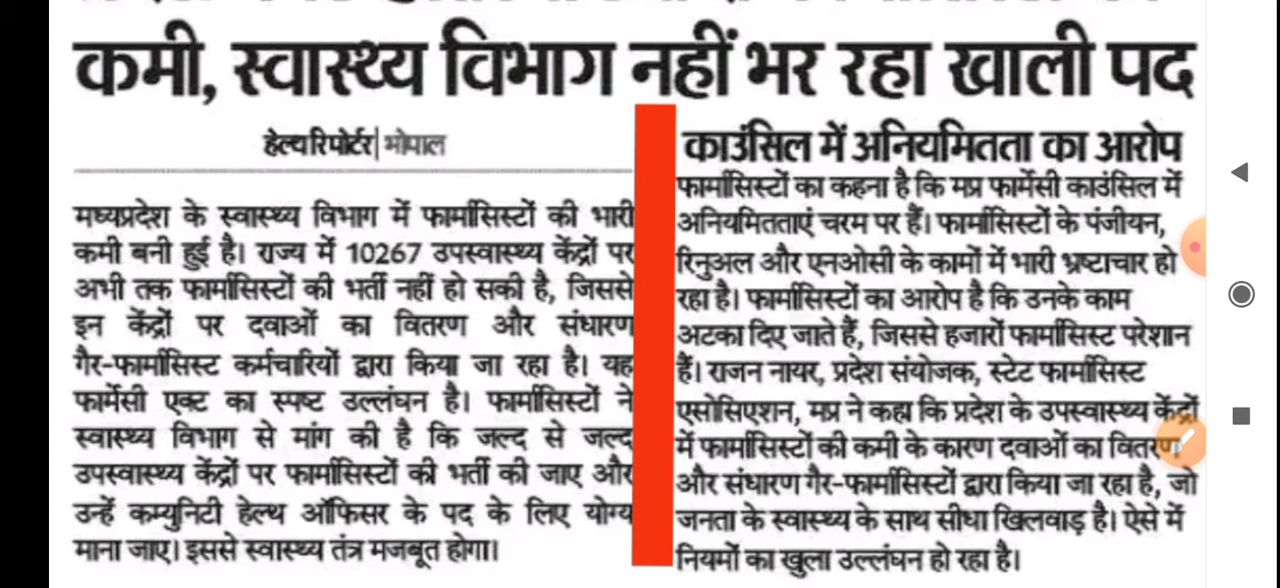 कमी, स्वास्थ्य विभाग नहीं भर रहा खाली पद
हेल्थ रिपोर्टर| भोपाल
मध्यप्रदेश के स्वास्थ्य विभाग में फार्मासिस्टों की भारी
कमी बनी हुई है। राज्य में 10267 उपस्वास्थ्य केंद्रों पर
अभी तक फार्मासिस्टों की भर्ती नहीं हो सकी है, जिससे
इन केंद्रों पर दवाओं का वितरण और संधारण
गैर-फार्मासिस्ट कर्मचारियों द्वारा किया जा रहा है। यह
फार्मेसी एक्ट का स्पष्ट उल्लंघन है। फार्मासिस्टों ने
स्वास्थ्य विभाग से मांग की है कि जल्द से जल्द
उपस्वास्थ्य केंद्रों पर फार्मासिस्टों की भर्ती की जाए और
उन्हें कम्युनिटी हेल्थ ऑफिसर के पद के लिए योग्य
माना जाए। इससे स्वास्थ्य तंत्र मजबूत होगा।
काउंसिल में अनियमितता का आरोप
फार्मासिस्टों का कहना है कि मप्र फार्मेसी काउंसिल में
अनियमितताएं चरम पर हैं। फार्मासिस्टों के पंजीयन,
रिनुअल और एनओसी के कामों में भारी भ्रष्टाचार हो
रहा है। फार्मासिस्टों का आरोप है कि उनके काम
अटका दिए जाते हैं, जिससे हजारों फार्मासिस्ट परेशान
हैं। राजन नायर, प्रदेश संयोजक, स्टेट फार्मासिस्ट
एसोसिएशन, मप्र ने कहा कि प्रदेश के उपस्वास्थ्य केंद्रों
में फार्मासिस्टों की कमी के कारण दवाओं का वितरण
और संधारण गैर-फार्मासिस्टों द्वारा किया जा रहा है, जो
जनता के स्वास्थ्य के साथ सीधा खिलवाड़ है। ऐसे में
नियमों का खुला उल्लंघन हो रहा है।